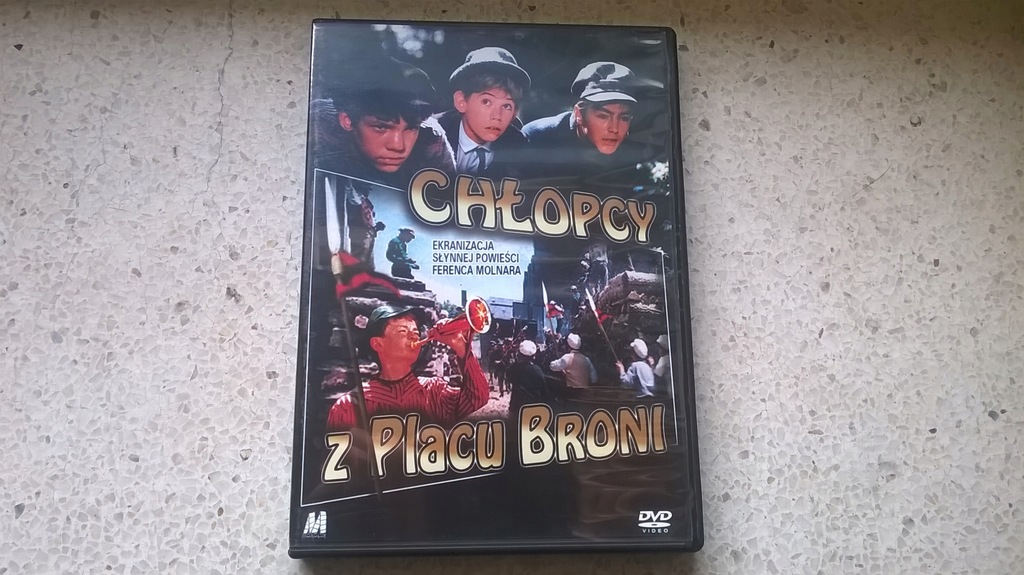 CHŁOPCY
EKRANIZACJA
SŁYNNEJ POWIEŚCI
FERENCA MOLNARA
Z PLACU BRONI
M
DVD
VIDEO